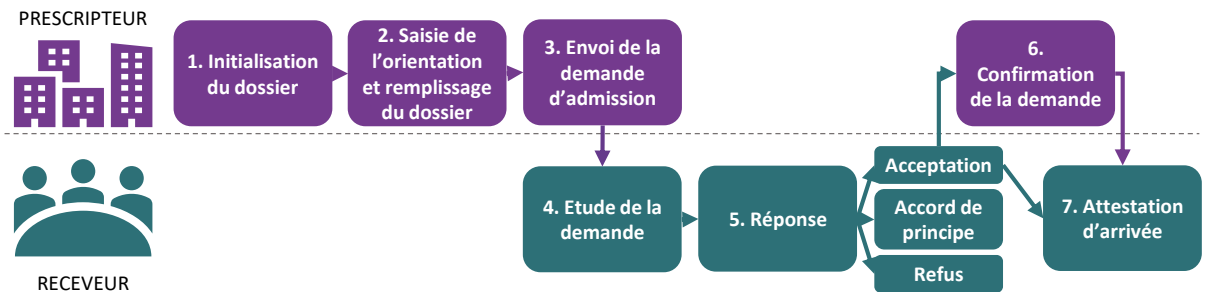 PRESCRIPTEUR
1. Initialisation
du dossier
2. Saisie de
l’orientation
et remplissage
du dossier
3. Envoi de la
demande
d’admission
6.
Confirmation
de la demande
4. Etude de la
demande
5. Réponse
Acceptation
Accord de
principe
Refus
7. Attestation
d’arrivée
RECEVEUR